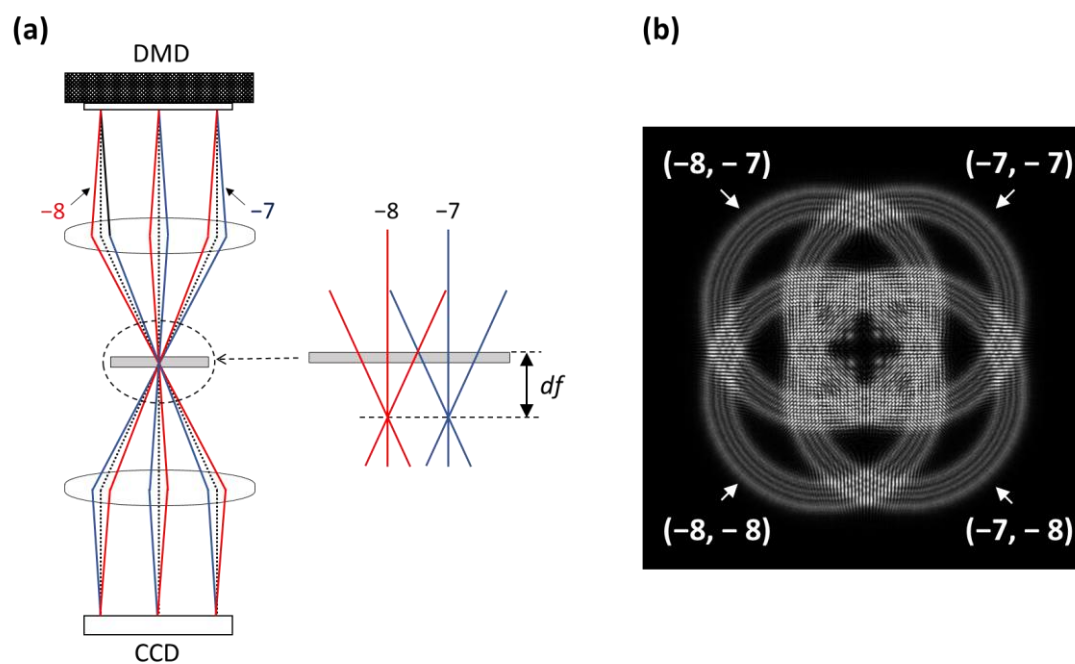 (a)
DMD
−8
−7
−8
−7
df
CCD
(b)
(−8, − 7)
(−7, − 7)
(−8, − 8)
(−7, − 8)